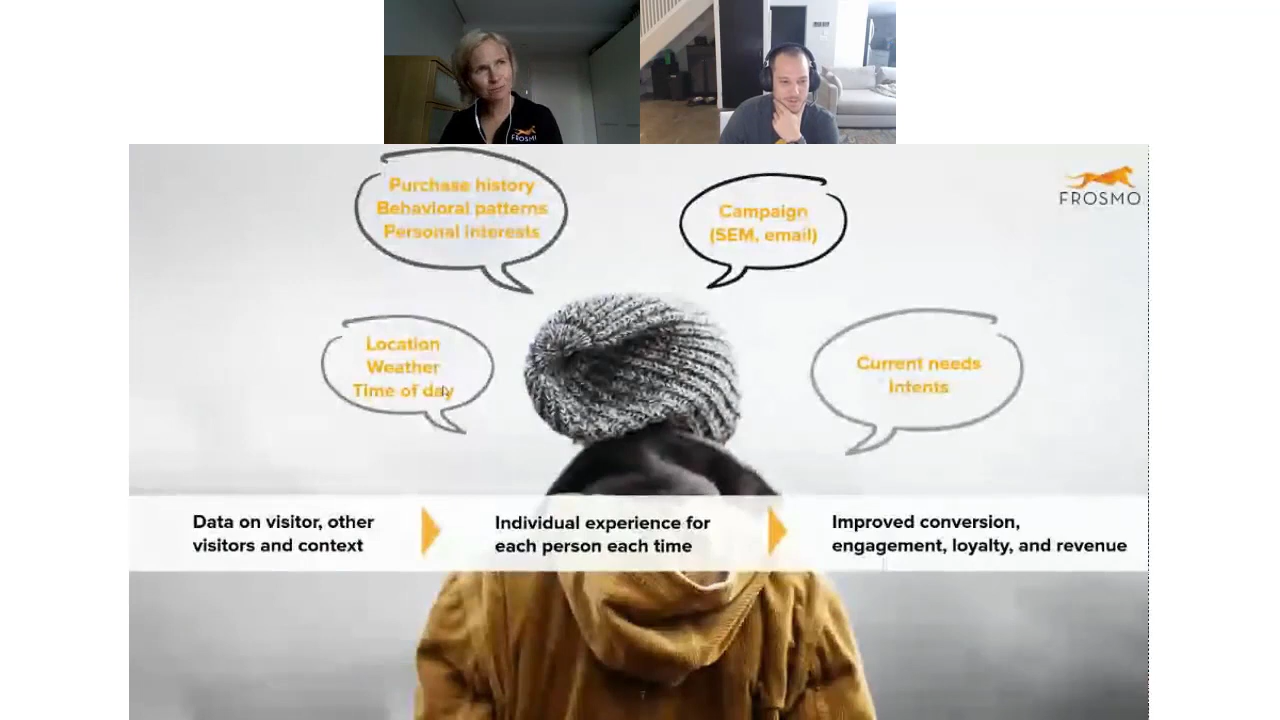 FROSMO
Purchase history
Behavioral patterns
Personal interests
Campaign
(SEM, email)
FROSMO
Location
Weather
Time of day
Current needs
Intents
Data on visitor, other
visitors and context
Individual experience for
each person each time
Improved conversion,
engagement, loyalty, and revenue